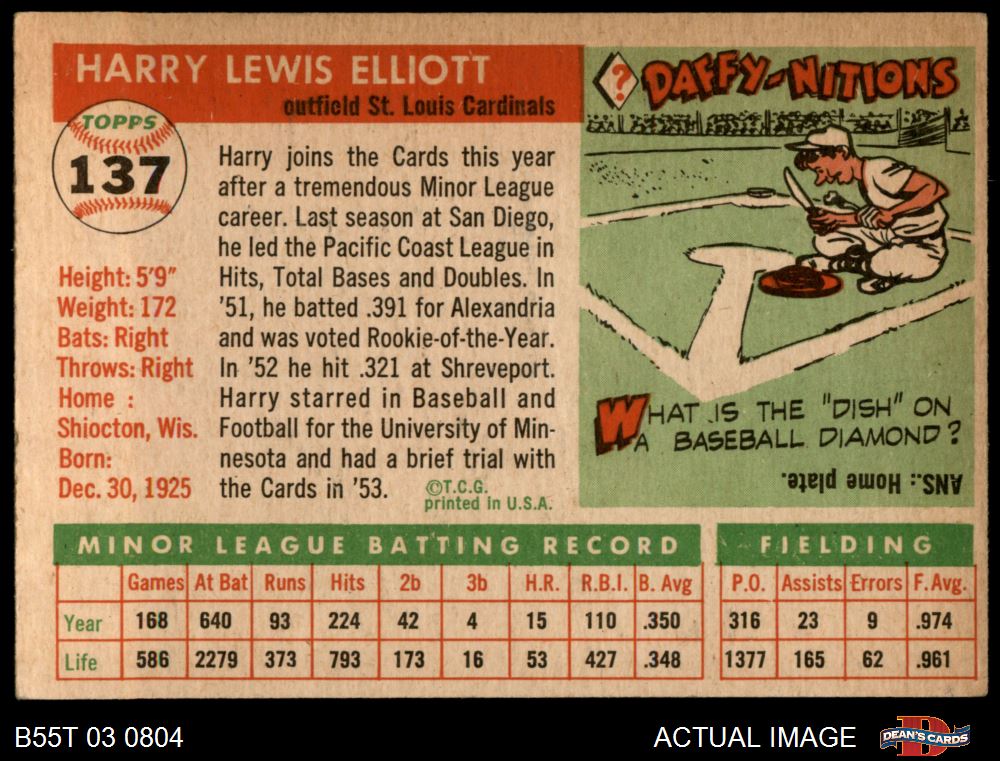 HARRY LEWIS ELLIOTT
outfield St. Louis Cardinals
TOPPS
137
Height: 5'9"
Weight: 172
Bats: Right
Throws: Right
Home :
Shiocton, Wis.
Born:
Dec. 30, 1925
Harry joins the Cards this year
after a tremendous Minor League
career. Last season at San Diego,
he led the Pacific Coast League in
Hits, Total Bases and Doubles. In
'51, he batted .391 for Alexandria
and was voted Rookie-of-the-Year.
In '52 he hit .321 at Shreveport.
Harry starred in Baseball and
Football for the University of Min-
nesota and had a brief trial with
the Cards in '53.
©T.C.G.
printed in U.S.A.
? DAFFY-NITIONS
WHAT IS THE "DISH" ON
A BASEBALL DIAMOND?
ANS.: Home plate.
MINOR LEAGUE BATTING RECORD
Games At Bat Runs Hits 2b 3b H.R. R.B.I. B. Avg
Year 168 640 93 224 42 4 15 110 .350
Life 586 2279 373 793 173 16 53 427 .348
FIELDING
P.O. Assists Errors F. Avg.
316 23 9 .974
1377 165 62 .961
B55T 03 0804
ACTUAL IMAGE
D
DEAN'S CARDS